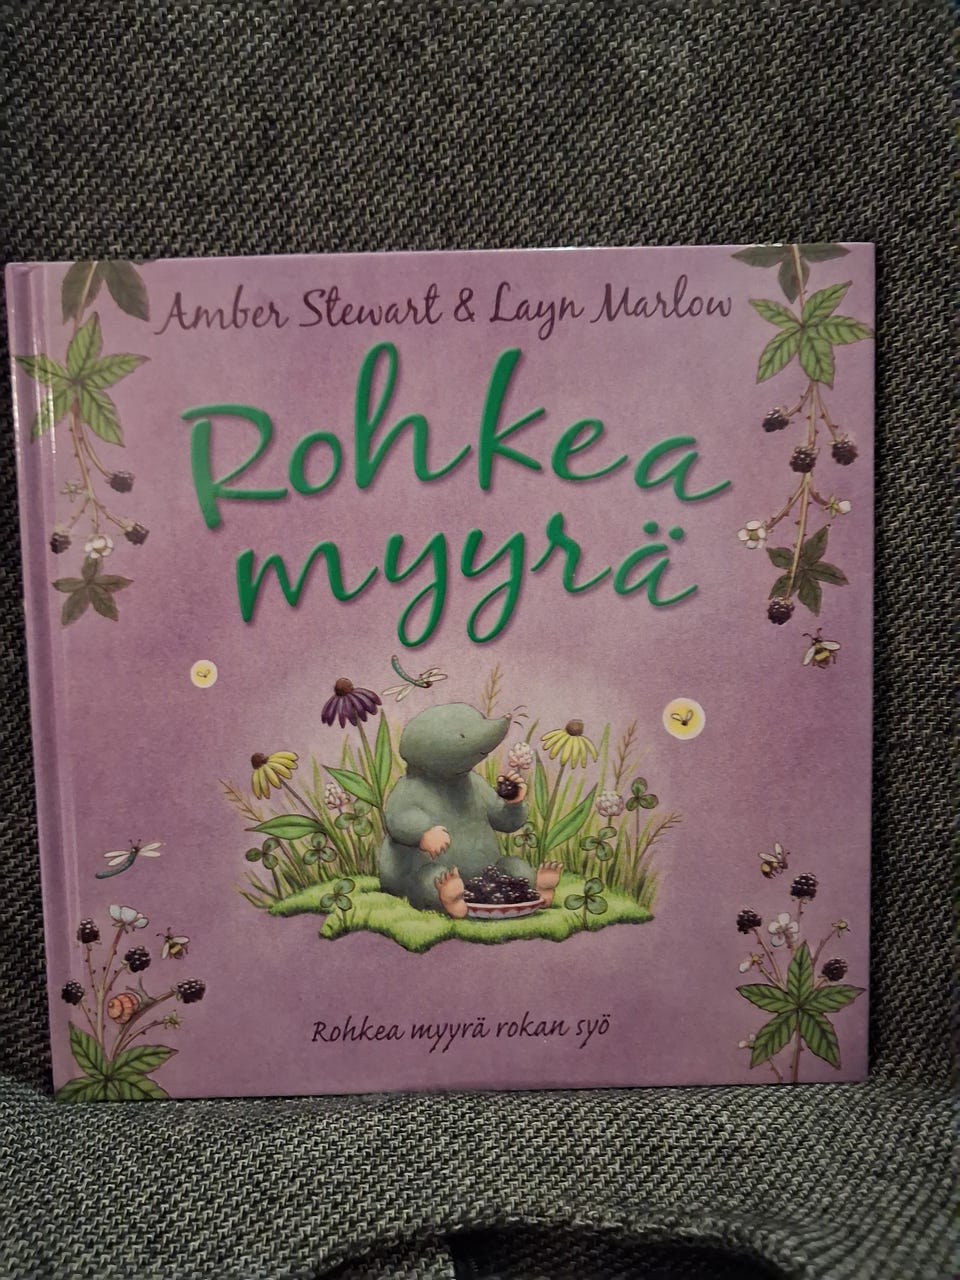 Amber Stewart & Layn Marlow
Rohkea
myyrä
Rohkea myyrä rokan syö